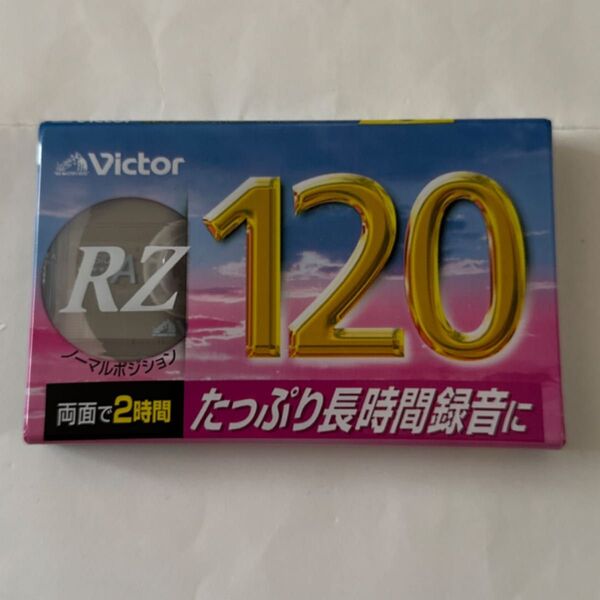 Victor
120
RZ
A
ノーマルポジション
両面で2時間
たっぷり長時間録音に